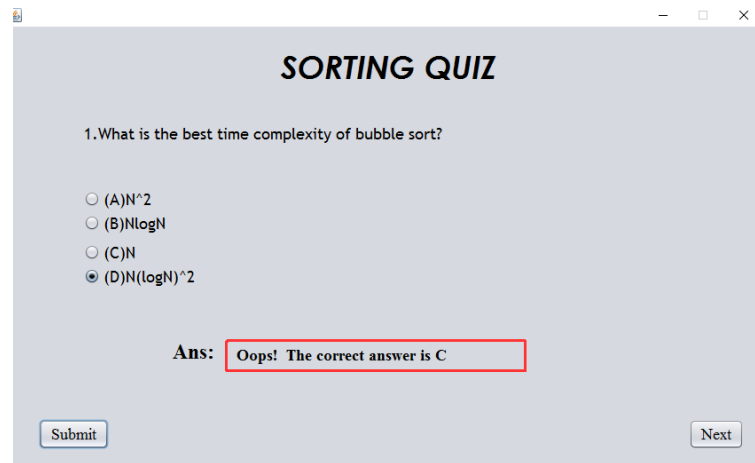 SORTING QUIZ
1.What is the best time complexity of bubble sort?
(A)N^2
(B)NlogN
(C)N
(D)N(logN)^2
Ans: Oops! The correct answer is C
Submit Next